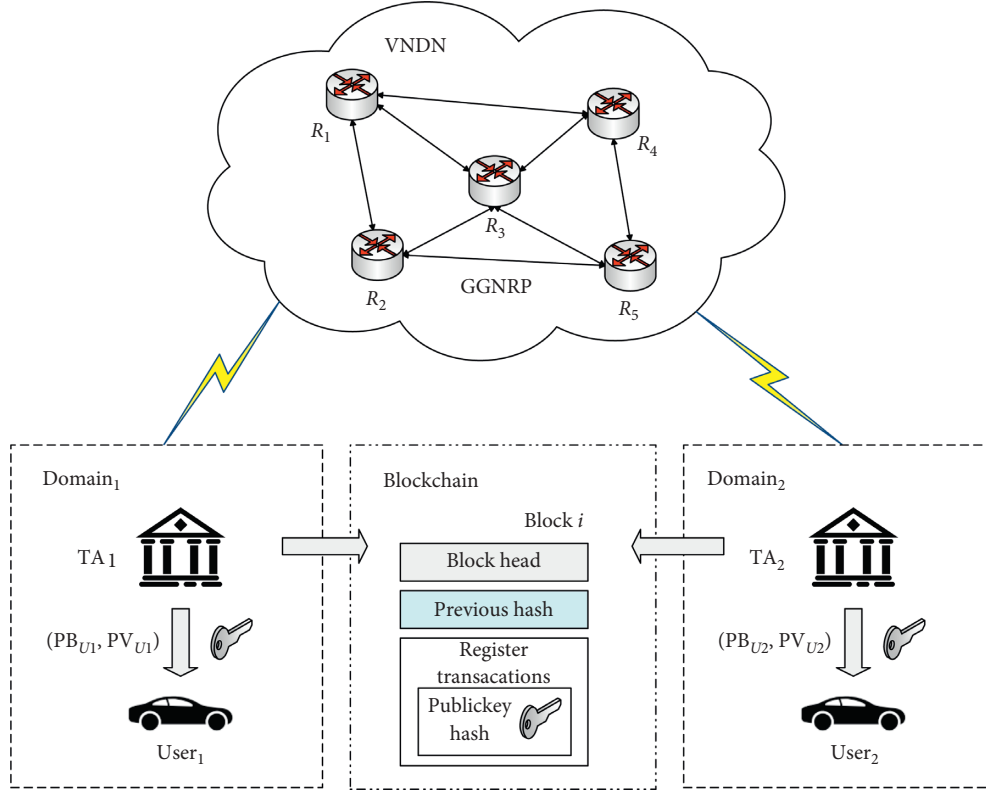 VNDN
R1
R4
R3
R2
GGNRP
R5
Domain1
Blockchain
Domain2
Block i
TA1
Block head
TA2
Previous hash
(PBU1, PVU1)
Register
transacations
(PBU2, PVU2)
Publickey
hash
User1
User2